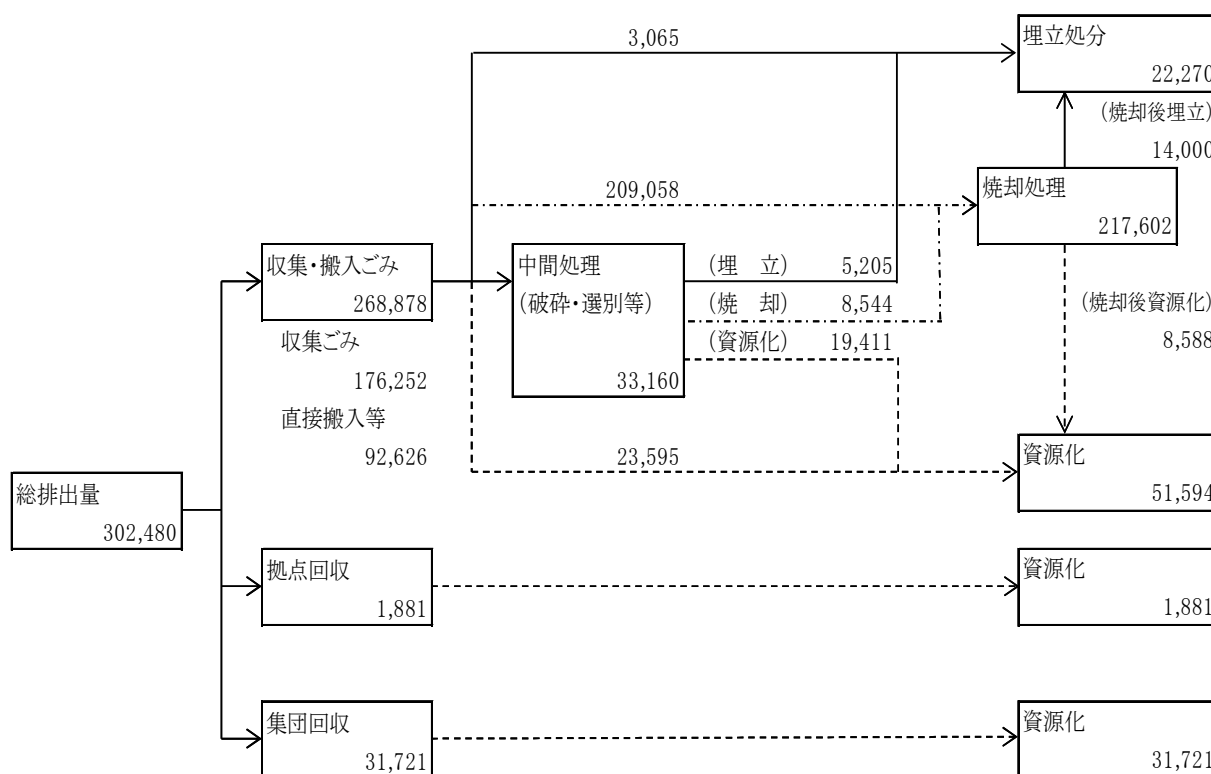 3,065
埋立処分
22,270
(焼却後埋立)
14,000
209,058
焼却処理
217,602
収集・搬入ごみ
268,878
収集ごみ
176,252
直接搬入等
92,626
中間処理
(破砕・選別等)
33,160
(埋　立)　5,205
(焼　却)　8,544
(資源化)　19,411
(焼却後資源化)
8,588
23,595
資源化
51,594
総排出量
302,480
拠点回収
1,881
資源化
1,881
集団回収
31,721
資源化
31,721